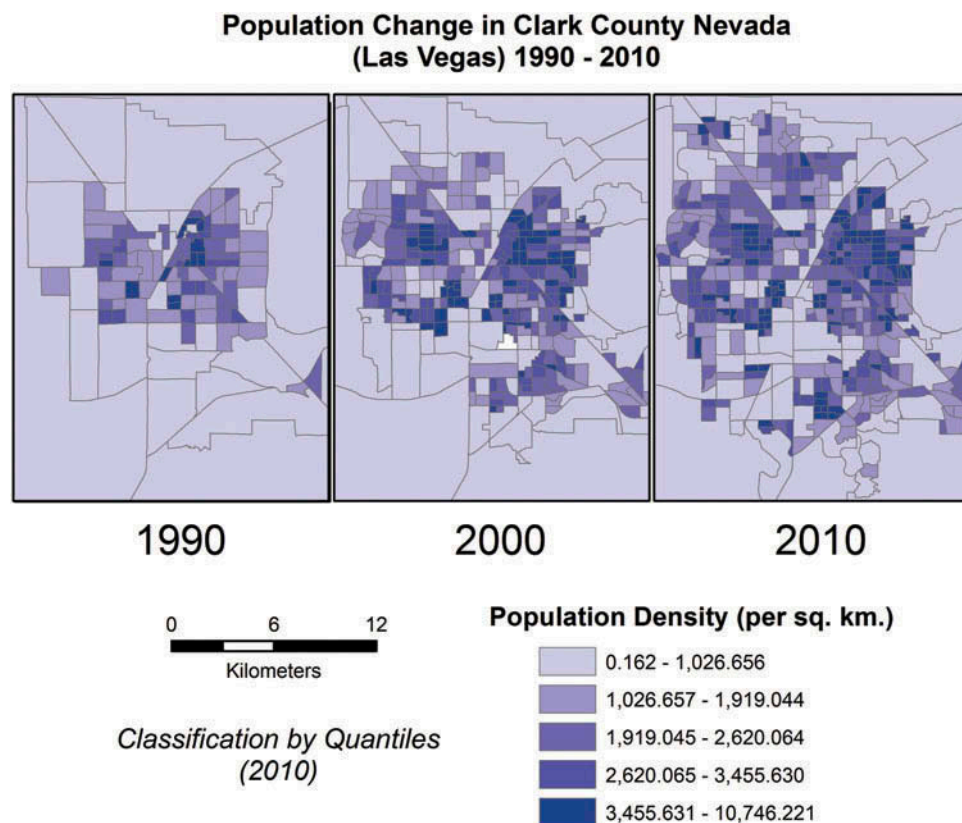 Population Change in Clark County Nevada
(Las Vegas) 1990 - 2010
1990
2000
2010
0 6 12
Kilometers
Classification by Quantiles
(2010)
Population Density (per sq. km.)
0.162 - 1,026.656
1,026.657 - 1,919.044
1,919.045 - 2,620.064
2,620.065 - 3,455.630
3,455.631 - 10,746.221